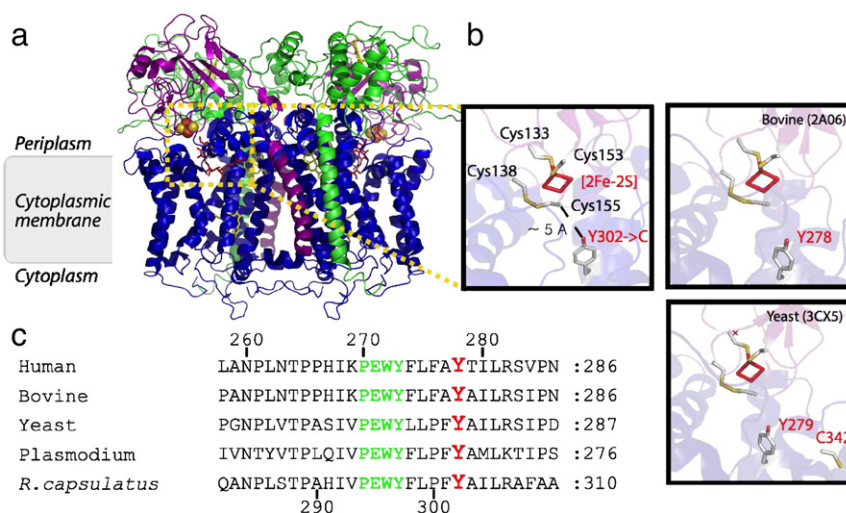 a
b
Periplasm
Cytoplasmic
membrane
Cytoplasm
Cys133
Cys153
Cys138
[2Fe-2S]
Cys155
~ 5 A
Y302->C
Bovine (2A06)
Y278
Yeast (3CX5)
Y279
C342
c
260 270 280
Human LANPLNTPPHIKPEWYFLFAYTILRSVPN :286
Bovine PANPLNTPPHIKPEWYFLFAYAILRSIPN :286
Yeast PGNPLVTPASIVPEWYLLPFYAILRSIPD :287
Plasmodium IVNTYVTPLQIVPEWYFLPFYAMLKTIPS :276
R.capsulatus QANPLSTPAHIVPEWYFLPFYAILRAFAA :310
290 300